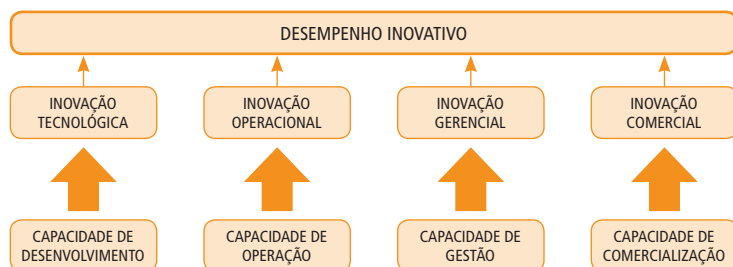 DESEMPENHO INOVATIVO
INOVAÇÃO
TECNOLÓGICA
INOVAÇÃO
OPERACIONAL
INOVAÇÃO
GERENCIAL
INOVAÇÃO
COMERCIAL
CAPACIDADE DE
DESENVOLVIMENTO
CAPACIDADE DE
OPERAÇÃO
CAPACIDADE DE
GESTÃO
CAPACIDADE DE
COMERCIALIZAÇÃO